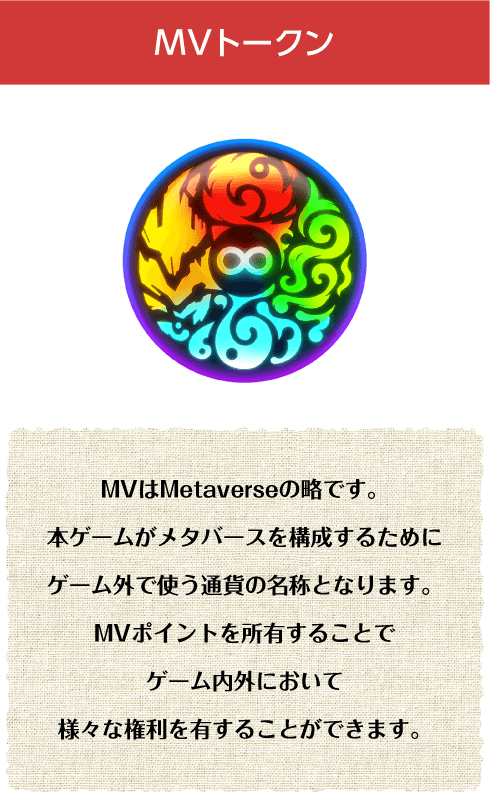 MVトークン
MVはMetaverseの略です。
本ゲームがメタバースを構成するために
ゲーム外で使う通貨の名称となります。
MVポイントを所有することで
ゲーム内外において
様々な権利を有することができます。